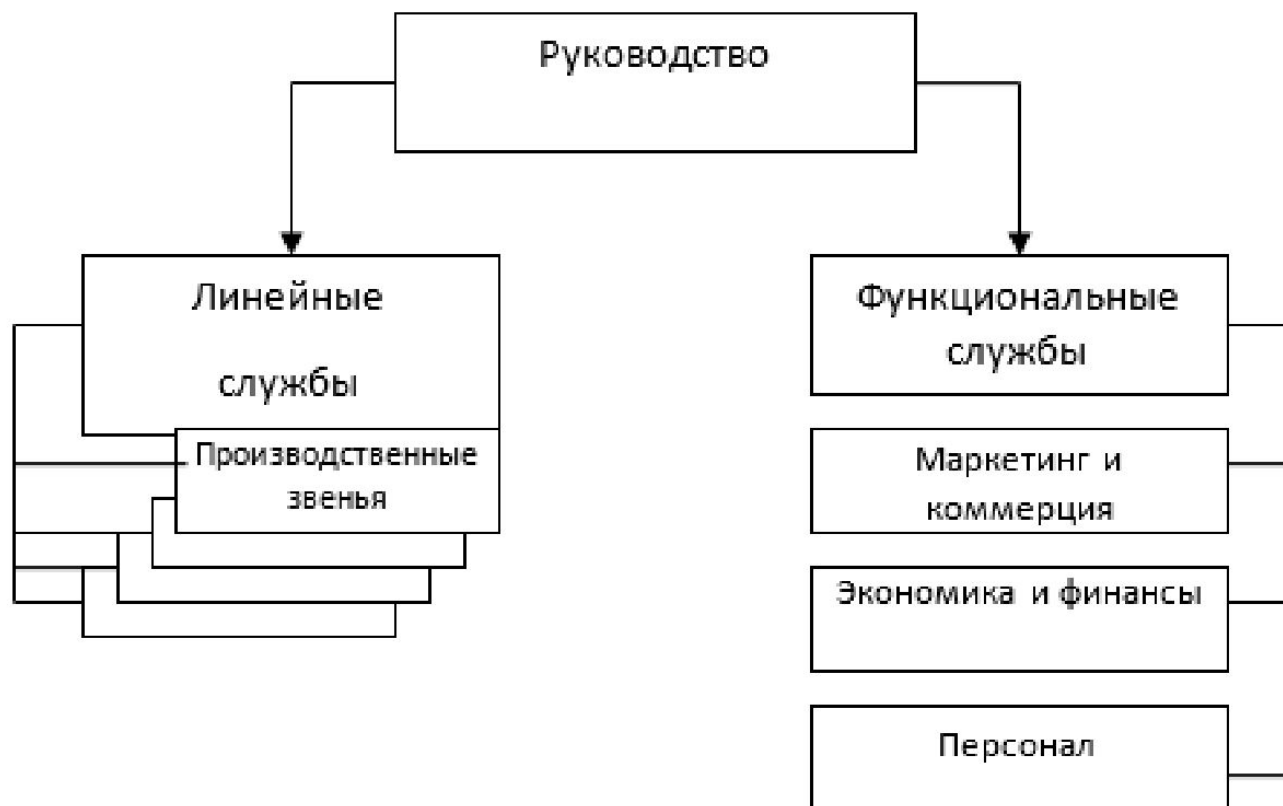 Руководство
Линейные
службы
Производственные
звенья
Функциональные
службы
Маркетинг и
коммерция
Экономика и финансы
Персонал